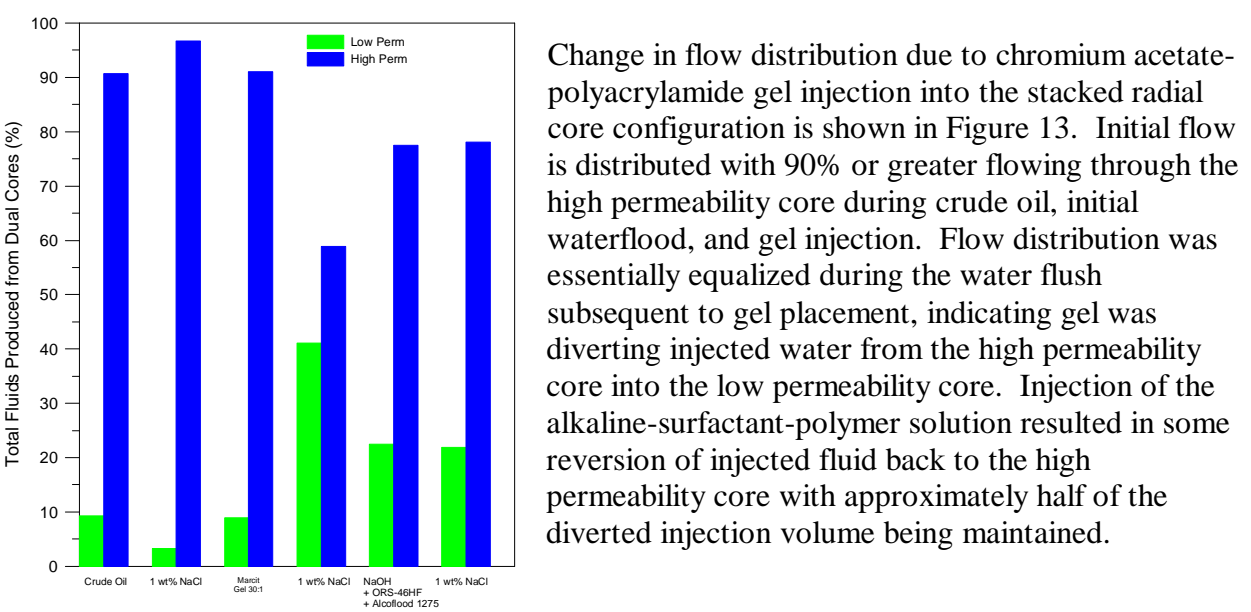 100
90
80
70
60
50
40
30
20
10
0
Total Fluids Produced from Dual Cores (%)
Low Perm
High Perm
Crude Oil
1 wt% NaCl
Marcit
Gel 30:1
1 wt% NaCl
NaOH
+ ORS-46HF
+ Alcoflood 1275
1 wt% NaCl
Change in flow distribution due to chromium acetate-
polyacrylamide gel injection into the stacked radial
core configuration is shown in Figure 13.  Initial flow
is distributed with 90% or greater flowing through the
high permeability core during crude oil, initial
waterflood, and gel injection.  Flow distribution was
essentially equalized during the water flush
subsequent to gel placement, indicating gel was
diverting injected water from the high permeability
core into the low permeability core.  Injection of the
alkaline-surfactant-polymer solution resulted in some
reversion of injected fluid back to the high
permeability core with approximately half of the
diverted injection volume being maintained.